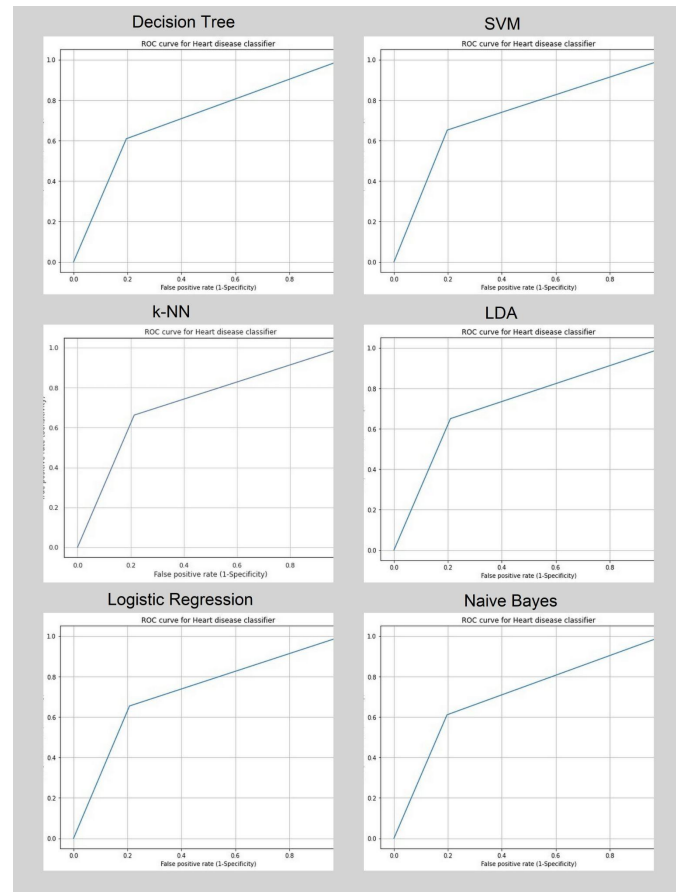 Decision Tree
ROC curve for Heart disease classifier
1.0
0.8
0.6
0.4
0.2
0.0
0.0 0.2 0.4 0.6 0.8
False positive rate (1-Specificity)
SVM
ROC curve for Heart disease classifier
1.0
0.8
0.6
0.4
0.2
0.0
0.0 0.2 0.4 0.6 0.8
False positive rate (1-Specificity)
k-NN
ROC curve for Heart disease classifier
1.0
0.8
0.6
0.4
0.2
0.0
0.0 0.2 0.4 0.6 0.8
False positive rate (1-Specificity)
LDA
ROC curve for Heart disease classifier
1.0
0.8
0.6
0.4
0.2
0.0
0.0 0.2 0.4 0.6 0.8
False positive rate (1-Specificity)
Logistic Regression
ROC curve for Heart disease classifier
1.0
0.8
0.6
0.4
0.2
0.0
0.0 0.2 0.4 0.6 0.8
False positive rate (1-Specificity)
Naive Bayes
ROC curve for Heart disease classifier
1.0
0.8
0.6
0.4
0.2
0.0
0.0 0.2 0.4 0.6 0.8
False positive rate (1-Specificity)